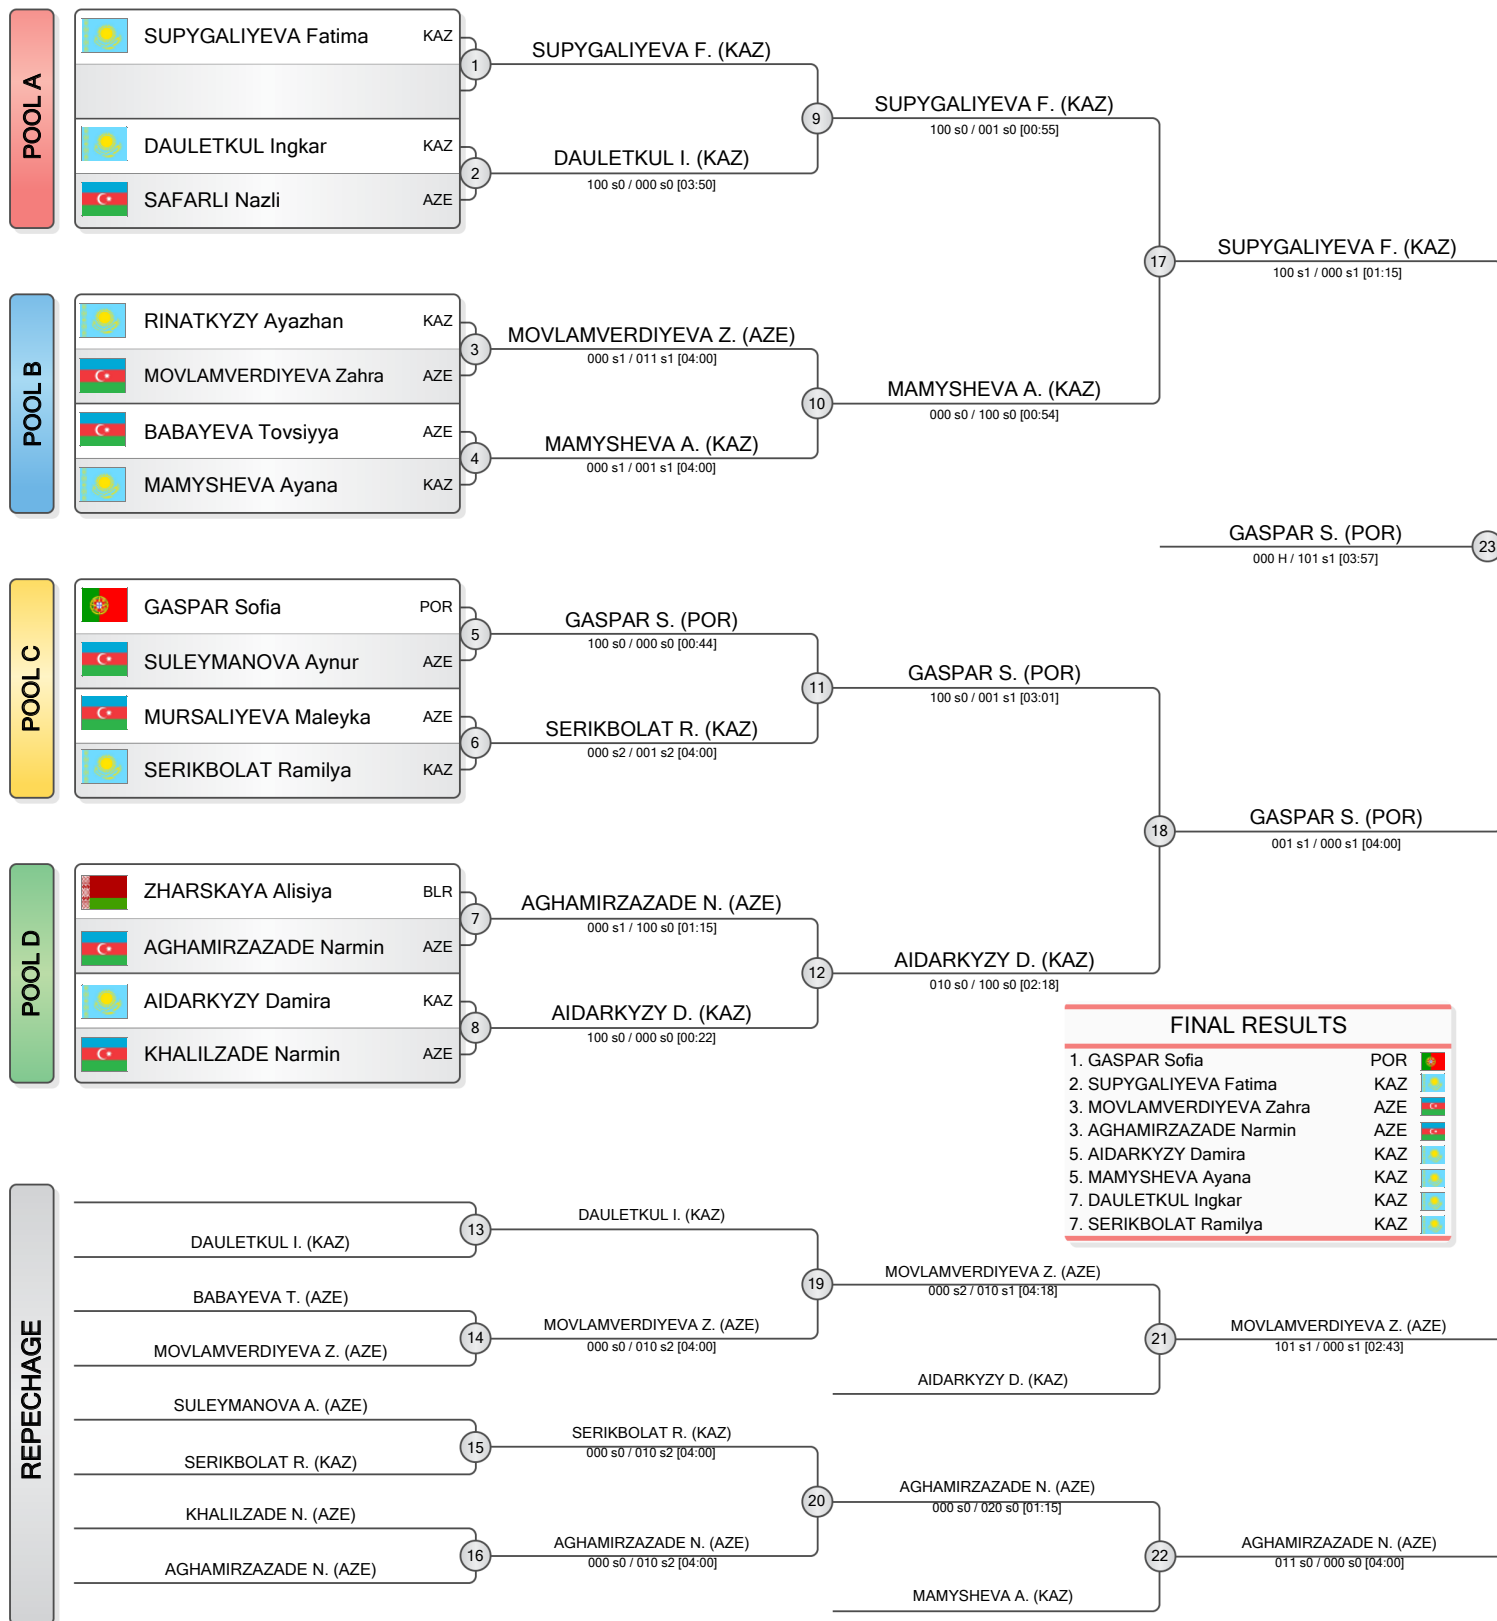 POOL A
SUPYGALIYEVA Fatima KAZ
DAULETKUL Ingkar KAZ
SAFARLI Nazli AZE
1
SUPYGALIYEVA F. (KAZ)
2
DAULETKUL I. (KAZ)
100 s0 / 000 s0 [03:50]
9
SUPYGALIYEVA F. (KAZ)
100 s0 / 001 s0 [00:55]
17
SUPYGALIYEVA F. (KAZ)
100 s1 / 000 s1 [01:15]
POOL B
RINATKYZY Ayazhan KAZ
MOVLAMVERDIYEVA Zahra AZE
BABAYEVA Tovsiyya AZE
MAMYSHEVA Ayana KAZ
3
MOVLAMVERDIYEVA Z. (AZE)
000 s1 / 011 s1 [04:00]
4
MAMYSHEVA A. (KAZ)
000 s1 / 001 s1 [04:00]
10
MAMYSHEVA A. (KAZ)
000 s0 / 100 s0 [00:54]
GASPAR S. (POR)
000 H / 101 s1 [03:57]
23
POOL C
GASPAR Sofia POR
SULEYMANOVA Aynur AZE
MURSALIYEVA Maleyka AZE
SERIKBOLAT Ramilya KAZ
5
GASPAR S. (POR)
100 s0 / 000 s0 [00:44]
6
SERIKBOLAT R. (KAZ)
000 s2 / 001 s2 [04:00]
11
GASPAR S. (POR)
100 s0 / 001 s1 [03:01]
18
GASPAR S. (POR)
001 s1 / 000 s1 [04:00]
POOL D
ZHARSKAYA Alisiya BLR
AGHAMIRZAZADE Narmin AZE
AIDARKYZY Damira KAZ
KHALILZADE Narmin AZE
7
AGHAMIRZAZADE N. (AZE)
000 s1 / 100 s0 [01:15]
8
AIDARKYZY D. (KAZ)
100 s0 / 000 s0 [00:22]
12
AIDARKYZY D. (KAZ)
010 s0 / 100 s0 [02:18]
FINAL RESULTS
1. GASPAR Sofia POR
2. SUPYGALIYEVA Fatima KAZ
3. MOVLAMVERDIYEVA Zahra AZE
3. AGHAMIRZAZADE Narmin AZE
5. AIDARKYZY Damira KAZ
5. MAMYSHEVA Ayana KAZ
7. DAULETKUL Ingkar KAZ
7. SERIKBOLAT Ramilya KAZ
REPECHAGE
DAULETKUL I. (KAZ)
13
DAULETKUL I. (KAZ)
BABAYEVA T. (AZE)
MOVLAMVERDIYEVA Z. (AZE)
14
MOVLAMVERDIYEVA Z. (AZE)
000 s0 / 010 s2 [04:00]
19
MOVLAMVERDIYEVA Z. (AZE)
000 s2 / 010 s1 [04:18]
AIDARKYZY D. (KAZ)
21
MOVLAMVERDIYEVA Z. (AZE)
101 s1 / 000 s1 [02:43]
SULEYMANOVA A. (AZE)
SERIKBOLAT R. (KAZ)
15
SERIKBOLAT R. (KAZ)
000 s0 / 010 s2 [04:00]
KHALILZADE N. (AZE)
AGHAMIRZAZADE N. (AZE)
16
AGHAMIRZAZADE N. (AZE)
000 s0 / 010 s2 [04:00]
20
AGHAMIRZAZADE N. (AZE)
000 s0 / 020 s0 [01:15]
MAMYSHEVA A. (KAZ)
22
AGHAMIRZAZADE N. (AZE)
011 s0 / 000 s0 [04:00]